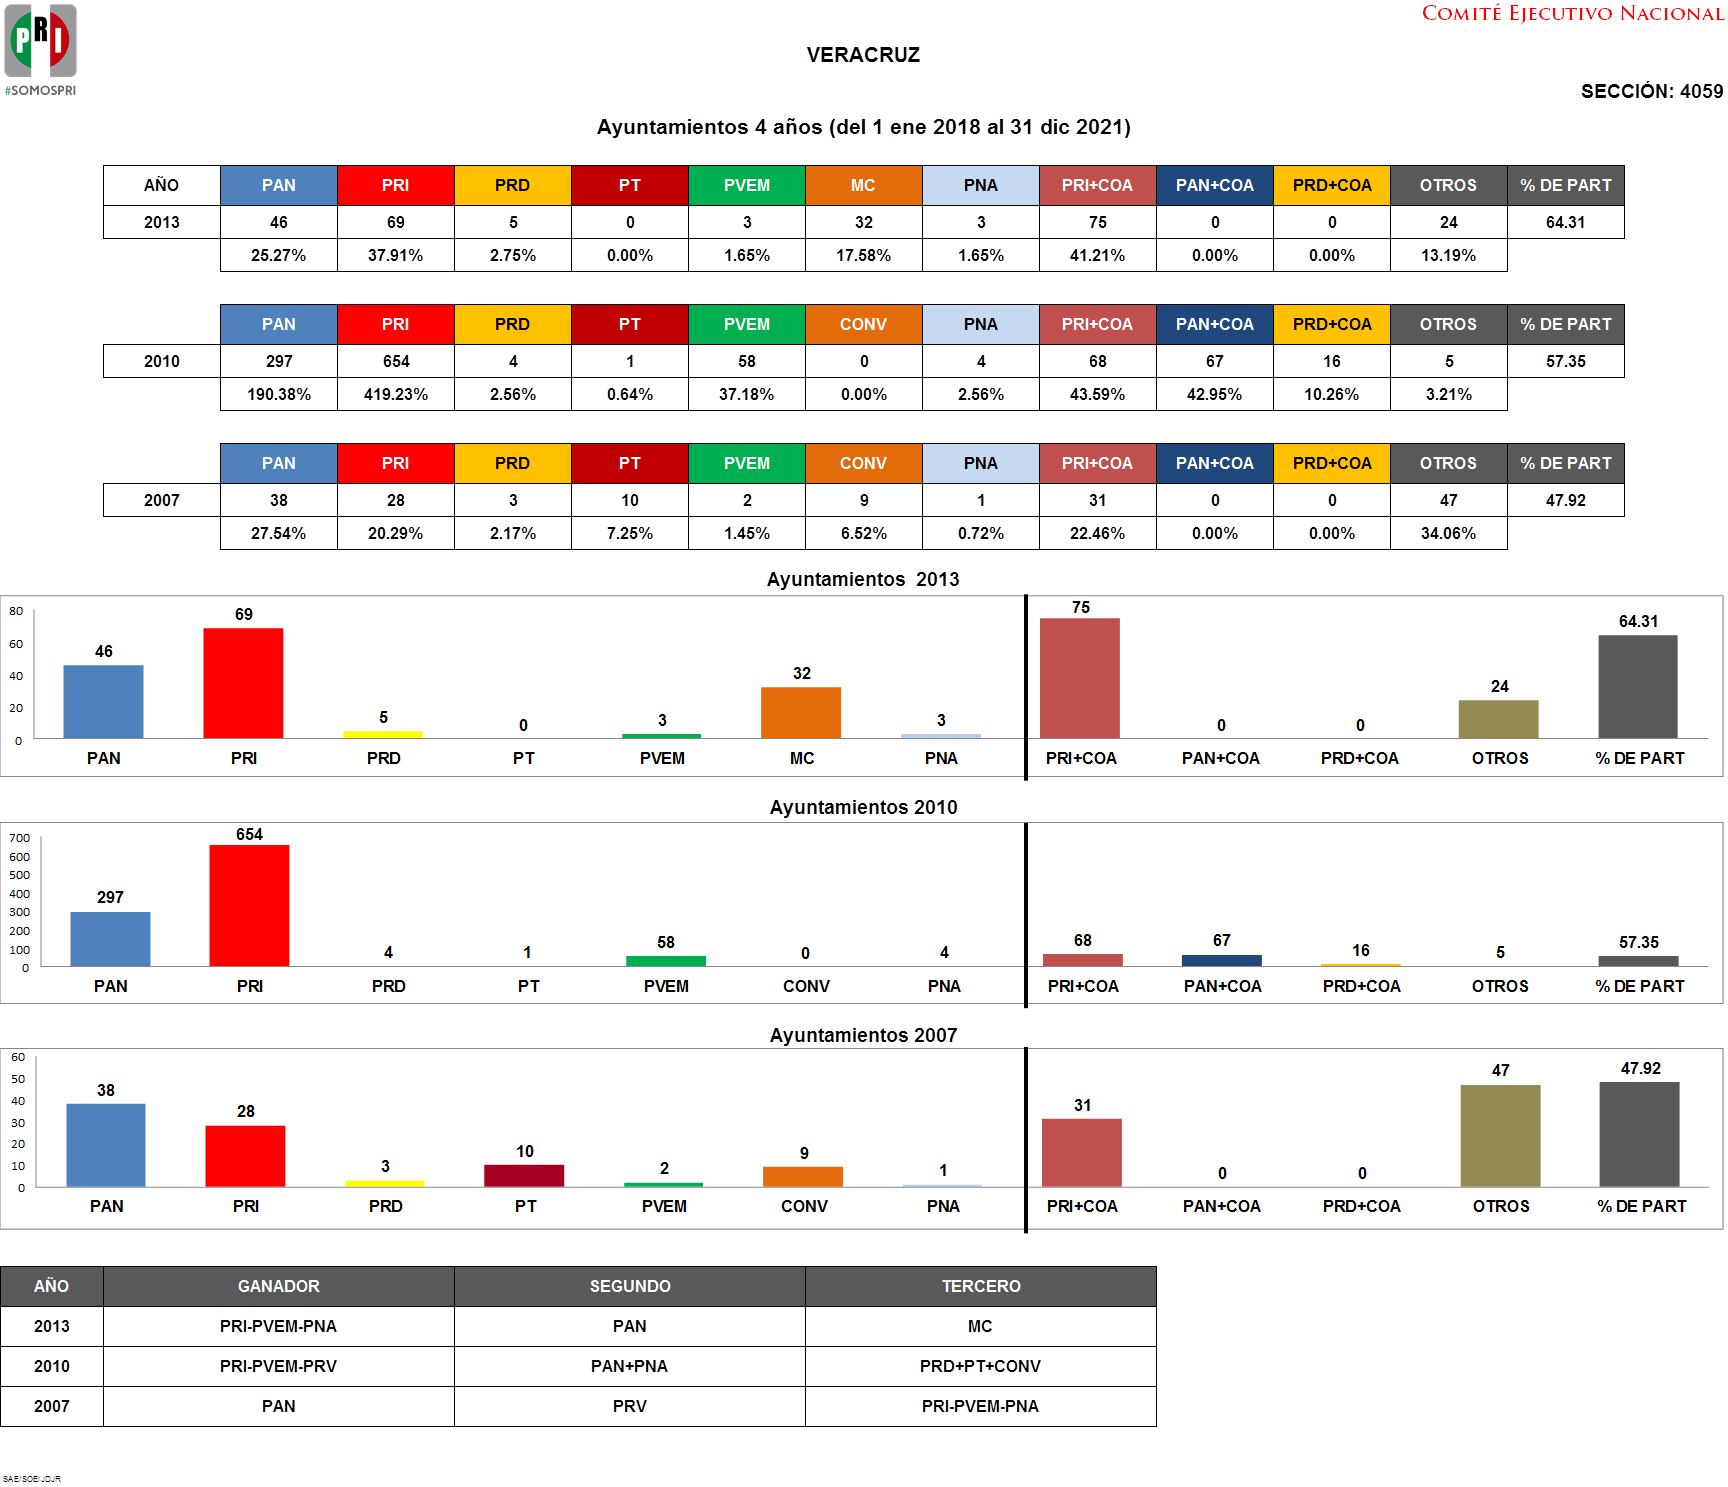 PRI
#SOMOSPRI
COMITÉ EJECUTIVO NACIONAL
VERACRUZ
SECCIÓN: 4059
Ayuntamientos 4 años (del 1 ene 2018 al 31 dic 2021)
AÑO PAN PRI PRD PT PVEM MC PNA PRI+COA PAN+COA PRD+COA OTROS % DE PART
2013 46 69 5 0 3 32 3 75 0 0 24 64.31
25.27% 37.91% 2.75% 0.00% 1.65% 17.58% 1.65% 41.21% 0.00% 0.00% 13.19%
PAN PRI PRD PT PVEM CONV PNA PRI+COA PAN+COA PRD+COA OTROS % DE PART
2010 297 654 4 1 58 0 4 68 67 16 5 57.35
190.38% 419.23% 2.56% 0.64% 37.18% 0.00% 2.56% 43.59% 42.95% 10.26% 3.21%
PAN PRI PRD PT PVEM CONV PNA PRI+COA PAN+COA PRD+COA OTROS % DE PART
2007 38 28 3 10 2 9 1 31 0 0 47 47.92
27.54% 20.29% 2.17% 7.25% 1.45% 6.52% 0.72% 22.46% 0.00% 0.00% 34.06%
Ayuntamientos 2013
80
60
40
20
0
46 69 5 0 3 32 3 75 0 0 24 64.31
PAN PRI PRD PT PVEM MC PNA PRI+COA PAN+COA PRD+COA OTROS % DE PART
Ayuntamientos 2010
700
600
500
400
300
200
100
0
297 654 4 1 58 0 4 68 67 16 5 57.35
PAN PRI PRD PT PVEM CONV PNA PRI+COA PAN+COA PRD+COA OTROS % DE PART
Ayuntamientos 2007
60
50
40
30
20
10
0
38 28 3 10 2 9 1 31 0 0 47 47.92
PAN PRI PRD PT PVEM CONV PNA PRI+COA PAN+COA PRD+COA OTROS % DE PART
AÑO GANADOR SEGUNDO TERCERO
2013 PRI-PVEM-PNA PAN MC
2010 PRI-PVEM-PRV PAN+PNA PRD+PT+CONV
2007 PAN PRV PRI-PVEM-PNA
SAE/SOE/JDJR